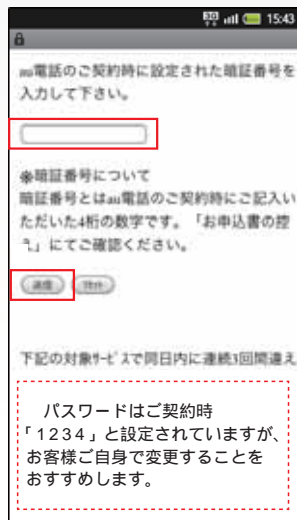 15:43
au電話のご契約時に設定された暗証番号を
入力して下さい。
※暗証番号について
暗証番号とはau電話のご契約時にご記入い
ただいた4桁の数字です。「お申込書の控
え」にてご確認ください。
送信 リセット
下記の対象サービスで同日内に連続3回間違え
パスワードはご契約時
「1234」と設定されていますが、
お客様ご自身で変更することを
おすすめします。